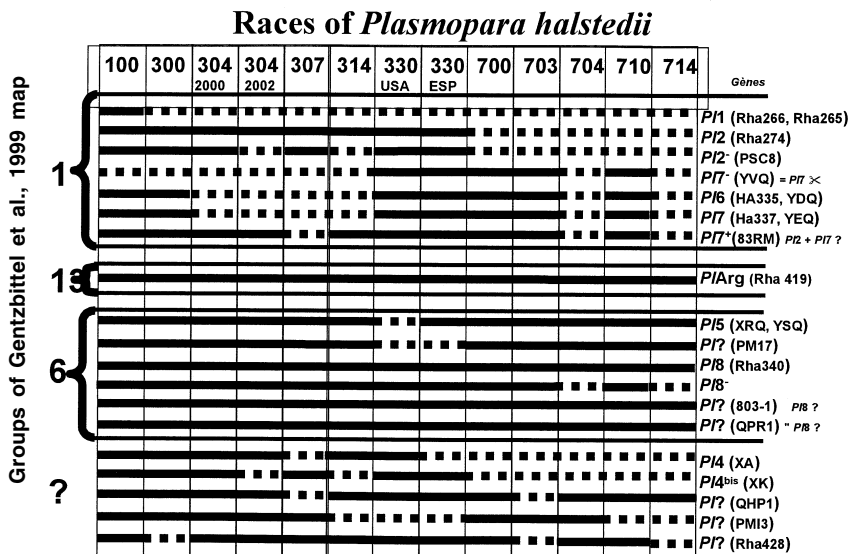 Races of Plasmopara halstedii
100 300 304 304 307 314 330 330 700 703 704 710 714
2000 2002 USA ESP Gènes
Groups of Gentzbittel et al., 1999 map
1
Pl1 (Rha266, Rha265)
Pl2 (Rha274)
Pl2- (PSC8)
Pl7- (YVQ) = Pl7
Pl6 (HA335, YDQ)
Pl7 (Ha337, YEQ)
Pl7+(83RM) Pl2 + Pl7 ?
13
PlArg (Rha 419)
6
Pl5 (XRQ, YSQ)
Pl? (PM17)
Pl8 (Rha340)
Pl8-
Pl? (803-1) Pl8 ?
Pl? (QPR1) " Pl8 ?
?
Pl4 (XA)
Pl4bis (XK)
Pl? (QHP1)
Pl? (PMI3)
Pl? (Rha428)